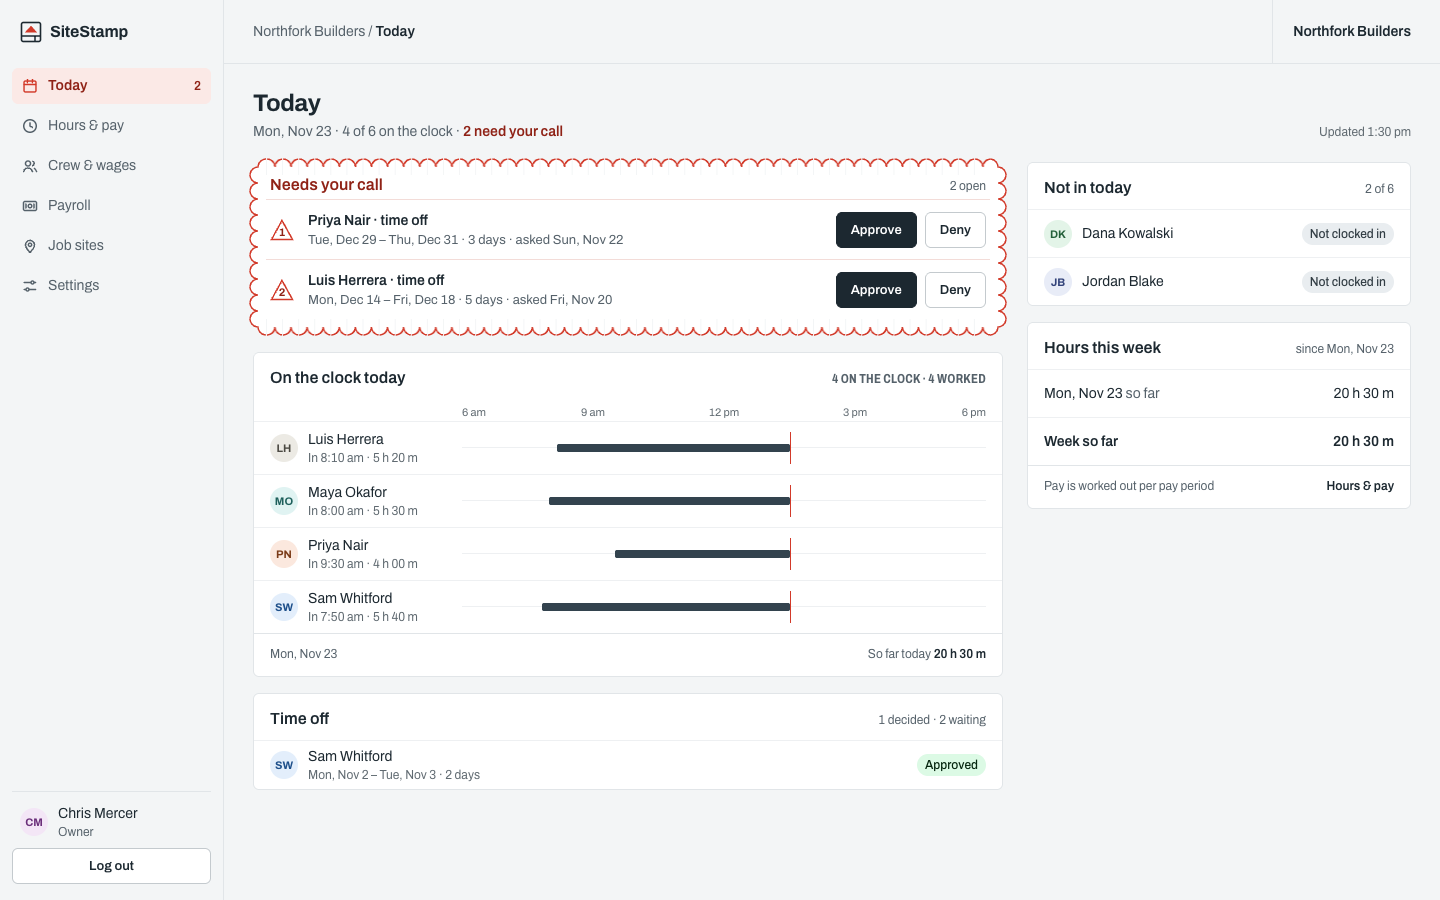 SiteStamp
Today 2
Hours & pay
Crew & wages
Payroll
Job sites
Settings
CM
Chris Mercer
Owner
Log out
Northfork Builders / Today
Northfork Builders
Today
Mon, Nov 23 · 4 of 6 on the clock · 2 need your call
Updated 1:30 pm
Needs your call
2 open
1
Priya Nair · time off
Tue, Dec 29 – Thu, Dec 31 · 3 days · asked Sun, Nov 22
Approve
Deny
2
Luis Herrera · time off
Mon, Dec 14 – Fri, Dec 18 · 5 days · asked Fri, Nov 20
Approve
Deny
On the clock today
4 ON THE CLOCK · 4 WORKED
6 am 9 am 12 pm 3 pm 6 pm
LH
Luis Herrera
In 8:10 am · 5 h 20 m
MO
Maya Okafor
In 8:00 am · 5 h 30 m
PN
Priya Nair
In 9:30 am · 4 h 00 m
SW
Sam Whitford
In 7:50 am · 5 h 40 m
Mon, Nov 23
So far today 20 h 30 m
Time off
1 decided · 2 waiting
SW
Sam Whitford
Mon, Nov 2 – Tue, Nov 3 · 2 days
Approved
Not in today
2 of 6
DK
Dana Kowalski
Not clocked in
JB
Jordan Blake
Not clocked in
Hours this week
since Mon, Nov 23
Mon, Nov 23 so far
20 h 30 m
Week so far
20 h 30 m
Pay is worked out per pay period
Hours & pay